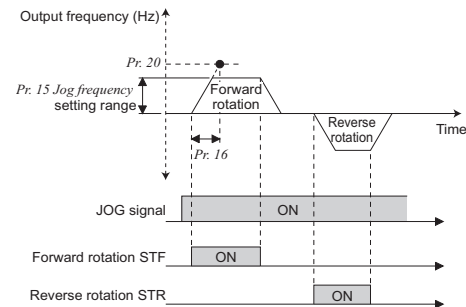 Output frequency (Hz)
Pr. 20
Pr. 15 Jog frequency
setting range
Forward
rotation
Reverse
rotation
Time
Pr. 16
JOG signal
ON
Forward rotation STF
ON
Reverse rotation STR
ON